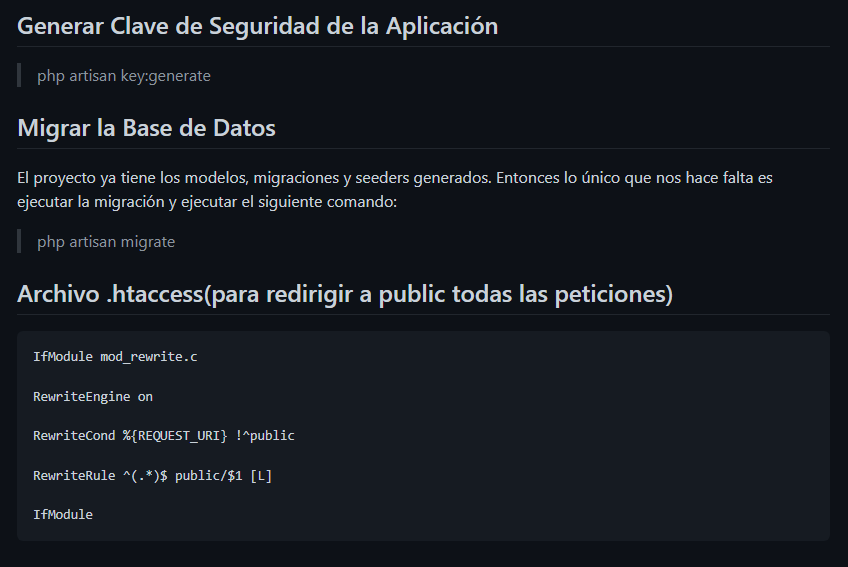 Generar Clave de Seguridad de la Aplicación
php artisan key:generate
Migrar la Base de Datos
El proyecto ya tiene los modelos, migraciones y seeders generados. Entonces lo único que nos hace falta es
ejecutar la migración y ejecutar el siguiente comando:
php artisan migrate
Archivo .htaccess(para redirigir a public todas las peticiones)
IfModule mod_rewrite.c
RewriteEngine on
RewriteCond %{REQUEST_URI} !^public
RewriteRule ^(.*)$ public/$1 [L]
IfModule